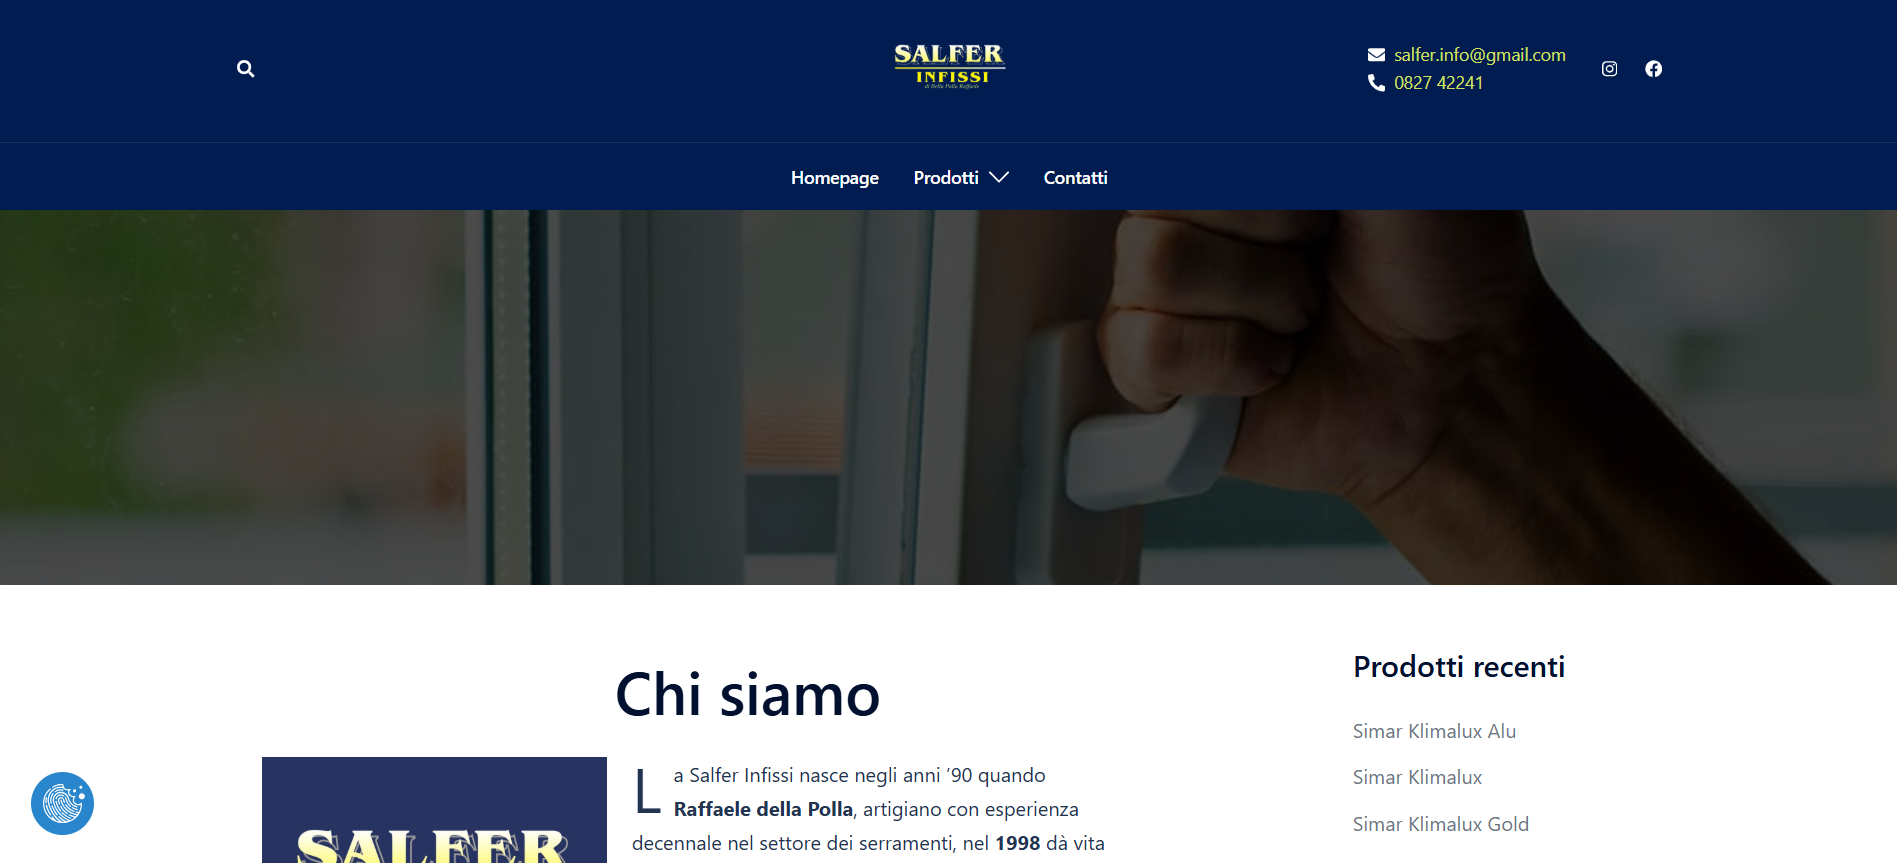 SALFER
INFISSI
di Della Polla Raffaele
salfer.info@gmail.com
0827 42241
Homepage
Prodotti
Contatti
Chi siamo
SALFER
La Salfer Infissi nasce negli anni ’90 quando
Raffaele della Polla, artigiano con esperienza
decennale nel settore dei serramenti, nel 1998 dà vita
Prodotti recenti
Simar Klimalux Alu
Simar Klimalux
Simar Klimalux Gold